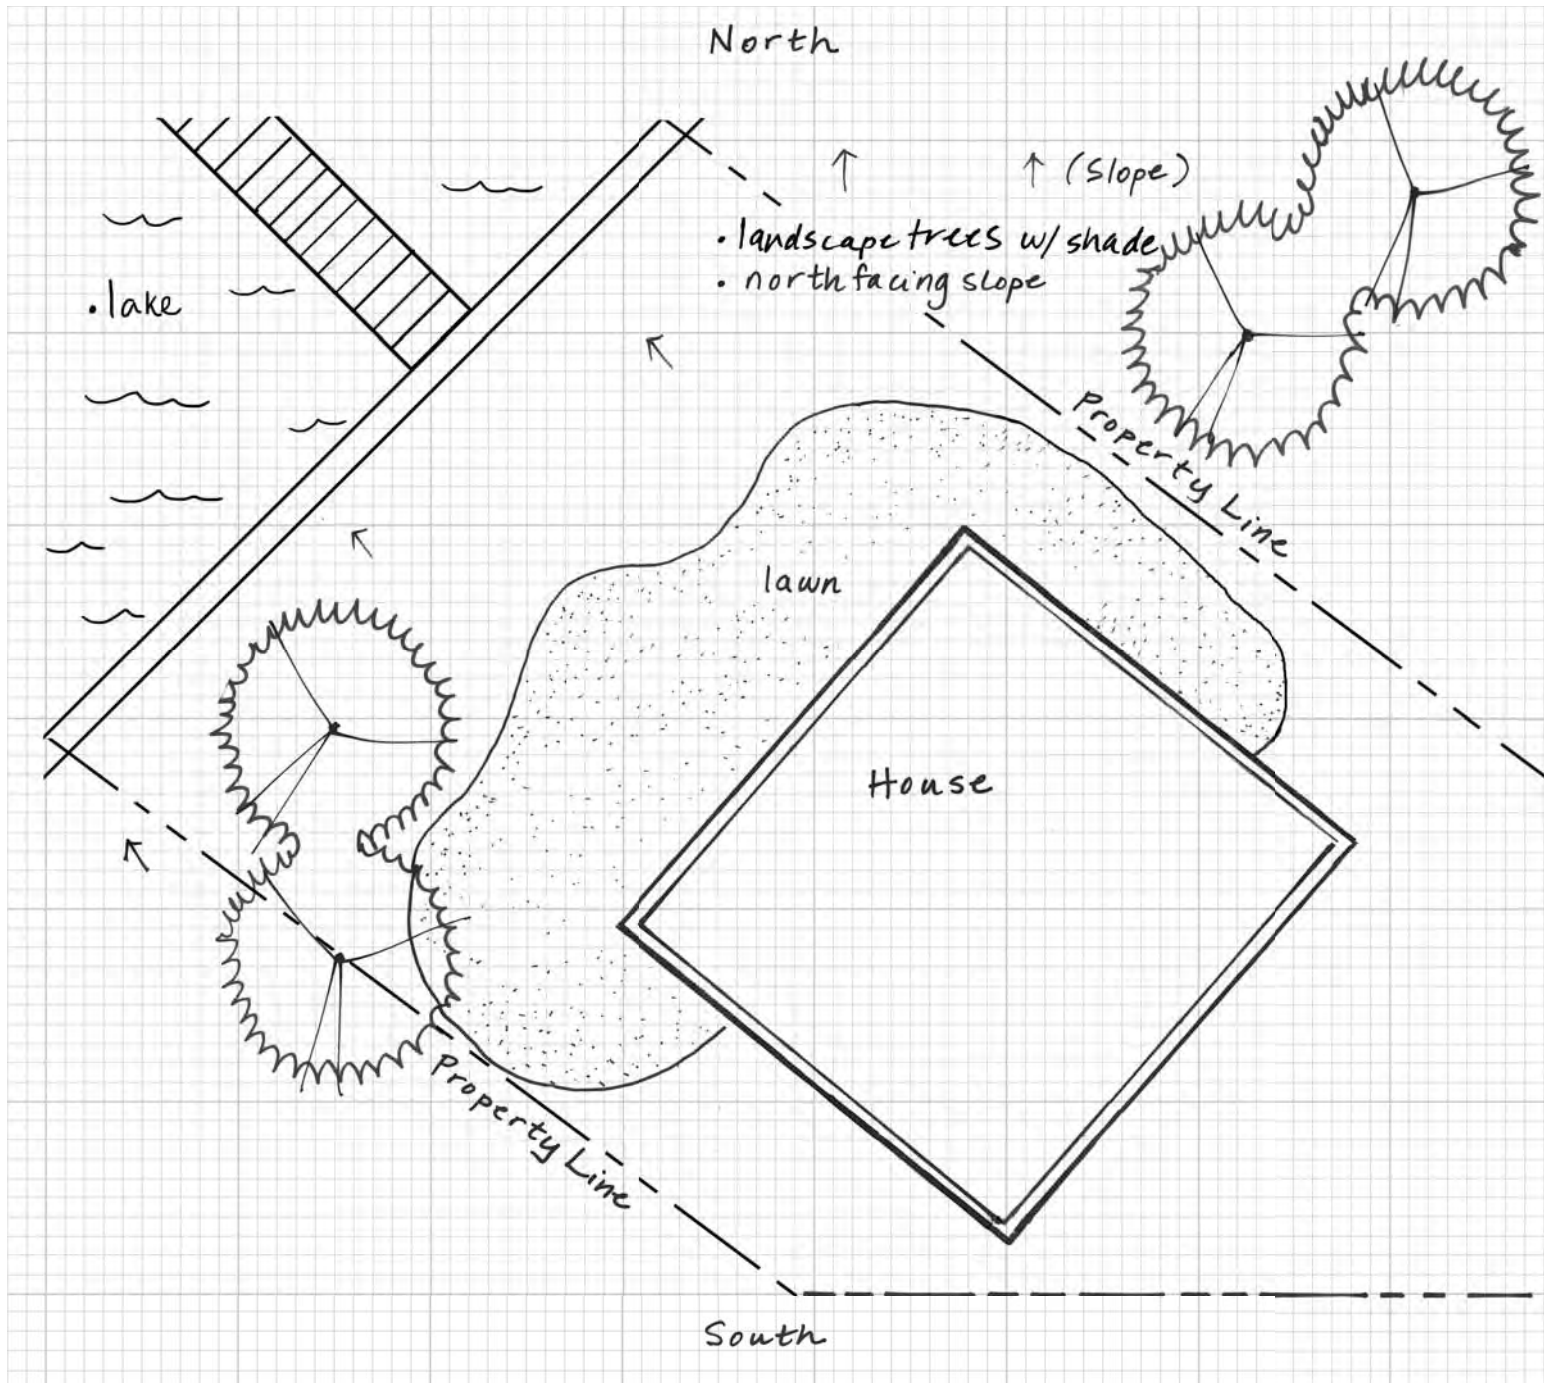 North
↑ ↑ (Slope)
• landscape trees w/ shade
• north facing slope
• lake
Property Line
lawn
House
Property Line
South